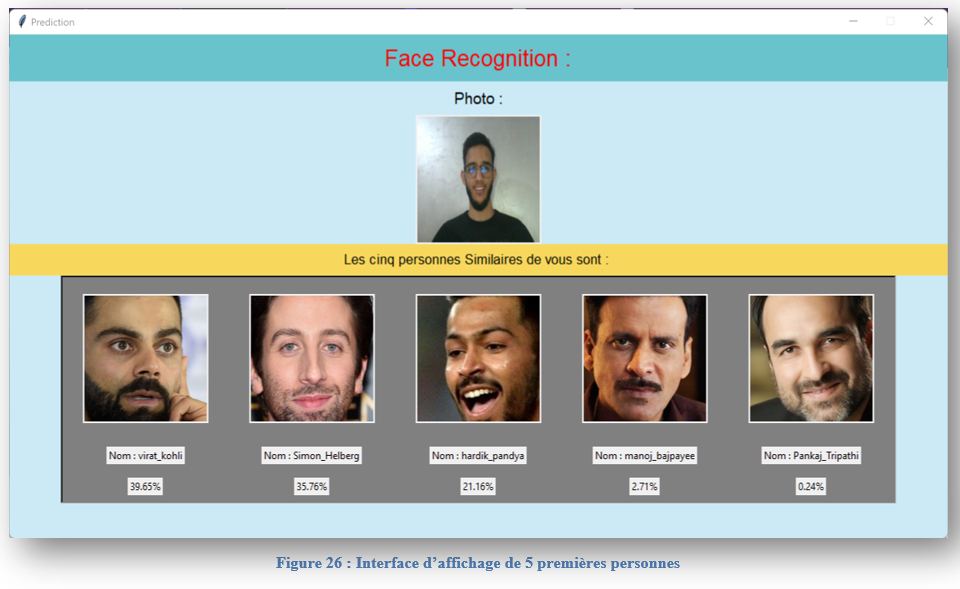 Prediction
Face Recognition :
Photo :
Les cinq personnes Similaires de vous sont :
Nom : virat_kohli
Nom : Simon_Helberg
Nom : hardik_pandya
Nom : manoj_bajpayee
Nom : Pankaj_Tripathi
39.65%
35.76%
21.16%
2.71%
0.24%
Figure 26 : Interface d’affichage de 5 premières personnes